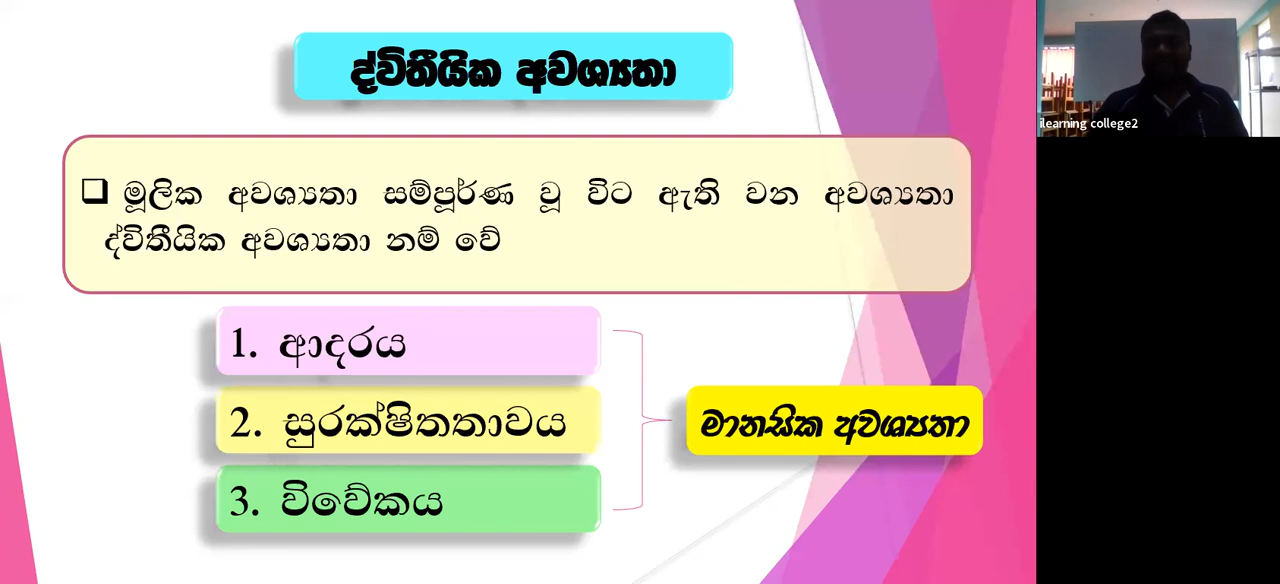 ද්විතීයික අවශ්‍යතා
ilearning college2
❑ මූලික අවශ්‍යතා සම්පූර්ණ වූ විට ඇති වන අවශ්‍යතා
ද්විතීයික අවශ්‍යතා නම් වේ
1. ආදරය
2. සුරක්ෂිතතාවය
මානසික අවශ්‍යතා
3. විවේකය